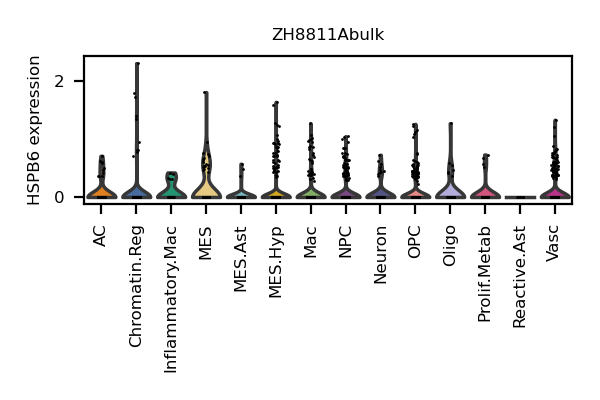 ZH8811Abulk
HSPB6 expression
2
0
AC
Chromatin.Reg
Inflammatory.Mac
MES
MES.Ast
MES.Hyp
Mac
NPC
Neuron
OPC
Oligo
Prolif.Metab
Reactive.Ast
Vasc